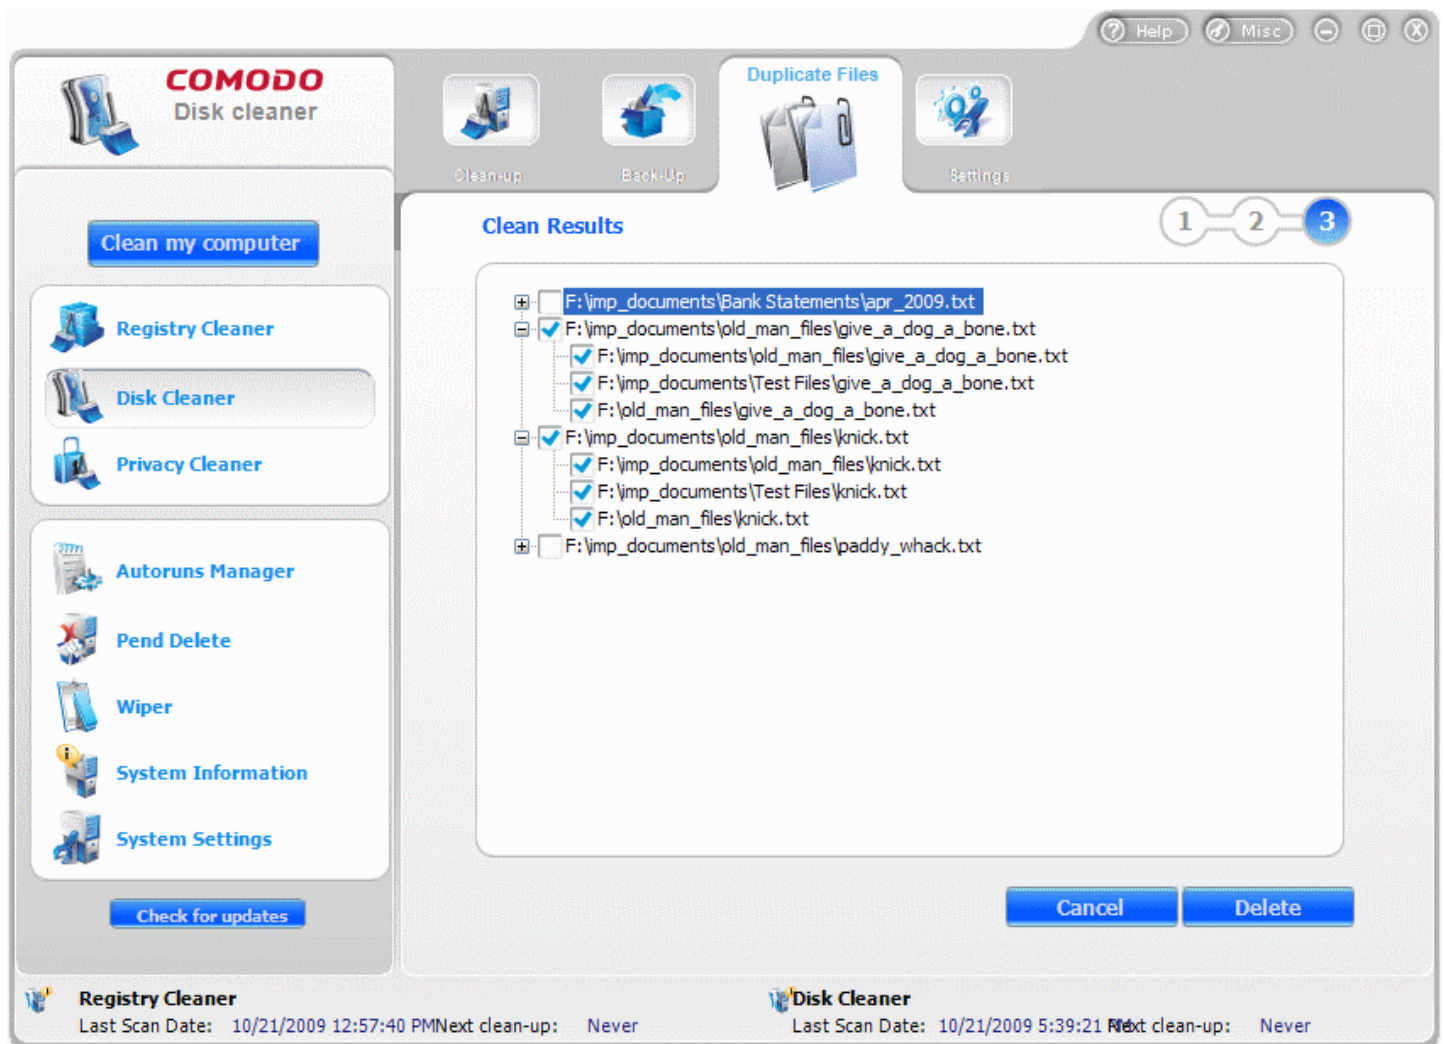 Help
Misc
COMODO
Disk cleaner
Clean-up
Back-Up
Duplicate Files
Settings
Clean my computer
Registry Cleaner
Disk Cleaner
Privacy Cleaner
Autoruns Manager
Pend Delete
Wiper
System Information
System Settings
Check for updates
Clean Results
1 2 3
F:\imp_documents\Bank Statements\apr_2009.txt
F:\imp_documents\old_man_files\give_a_dog_a_bone.txt
F:\imp_documents\old_man_files\give_a_dog_a_bone.txt
F:\imp_documents\Test Files\give_a_dog_a_bone.txt
F:\old_man_files\give_a_dog_a_bone.txt
F:\imp_documents\old_man_files\knick.txt
F:\imp_documents\old_man_files\knick.txt
F:\imp_documents\Test Files\knick.txt
F:\old_man_files\knick.txt
F:\imp_documents\old_man_files\paddy_whack.txt
Cancel
Delete
Registry Cleaner
Last Scan Date: 10/21/2009 12:57:40 PMNext clean-up: Never
Disk Cleaner
Last Scan Date: 10/21/2009 5:39:21 Next clean-up: Never